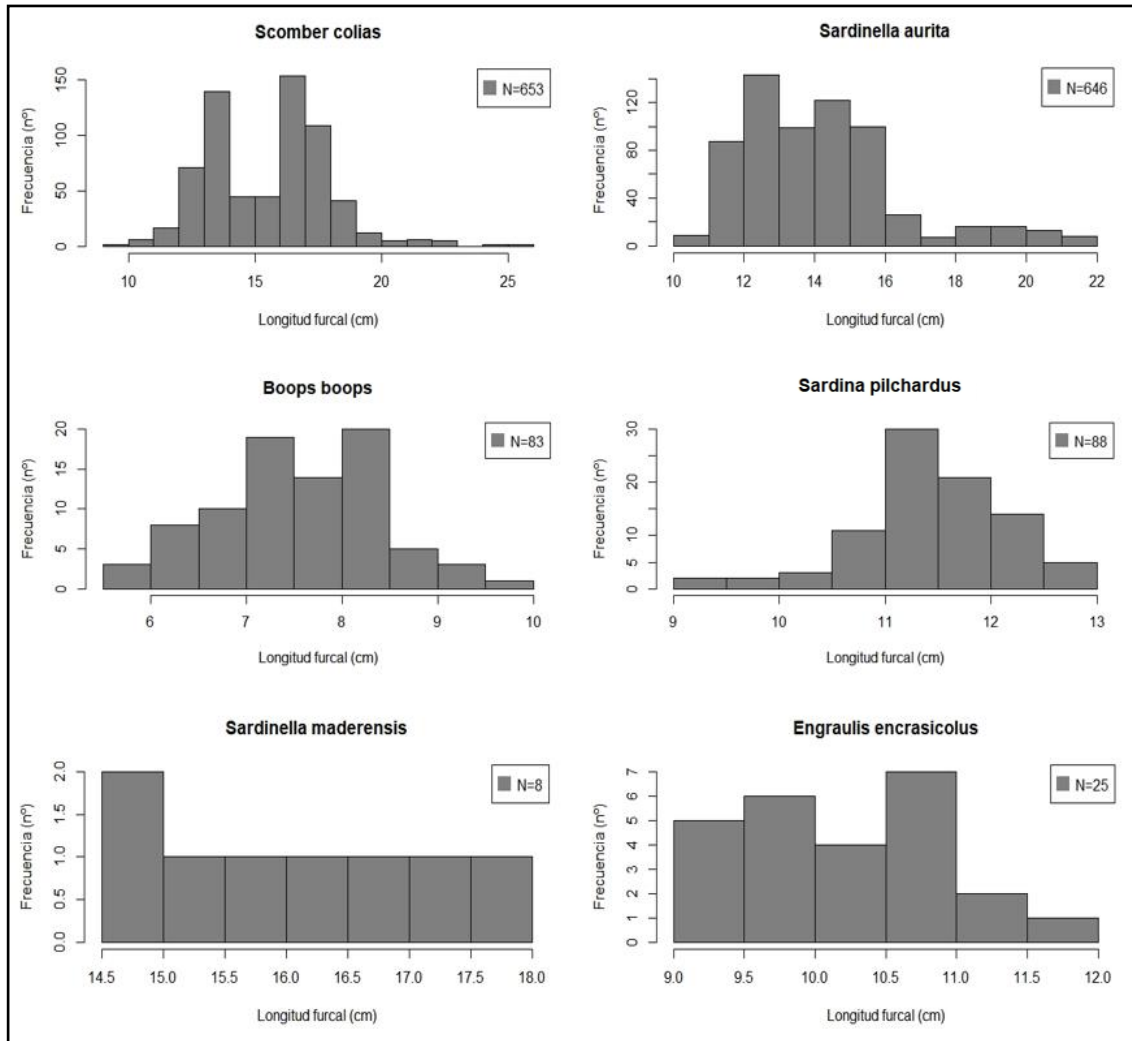 Scomber colias
Frecuencia (nº)
0 50 100 150
N=653
10 15 20 25
Longitud furcal (cm)
Sardinella aurita
Frecuencia (nº)
0 40 80 120
N=646
10 12 14 16 18 20 22
Longitud furcal (cm)
Boops boops
Frecuencia (nº)
0 5 10 15 20
N=83
6 7 8 9 10
Longitud furcal (cm)
Sardina pilchardus
Frecuencia (nº)
0 5 10 20 30
N=88
9 10 11 12 13
Longitud furcal (cm)
Sardinella maderensis
Frecuencia (nº)
0.0 0.5 1.0 1.5 2.0
N=8
14.5 15.0 15.5 16.0 16.5 17.0 17.5 18.0
Longitud furcal (cm)
Engraulis encrasicolus
Frecuencia (nº)
0 1 2 3 4 5 6 7
N=25
9.0 9.5 10.0 10.5 11.0 11.5 12.0
Longitud furcal (cm)